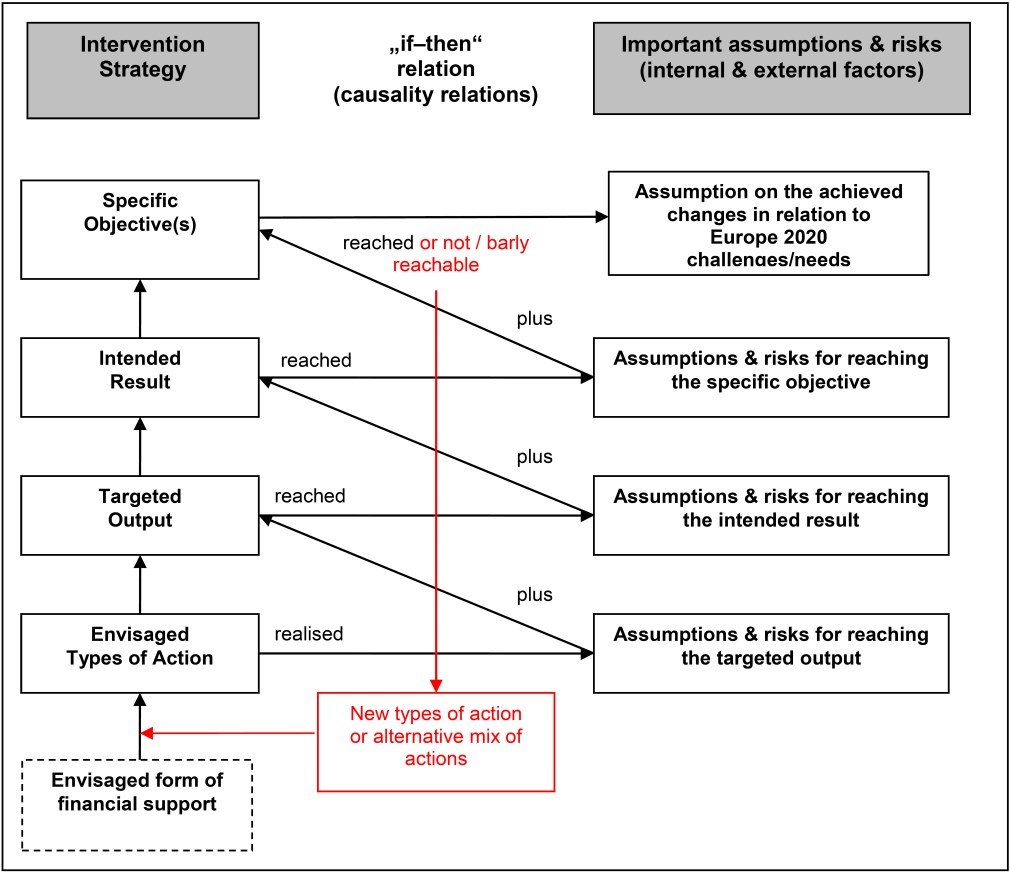 Intervention
Strategy
„if–then“
relation
(causality relations)
Important assumptions & risks
(internal & external factors)
Specific
Objective(s)
Assumption on the achieved
changes in relation to
Europe 2020
challenges/needs
reached or not / barly
reachable
plus
Intended
Result
reached
Assumptions & risks for reaching
the specific objective
plus
Targeted
Output
reached
Assumptions & risks for reaching
the intended result
plus
Envisaged
Types of Action
realised
Assumptions & risks for reaching
the targeted output
New types of action
or alternative mix of
actions
Envisaged form of
financial support